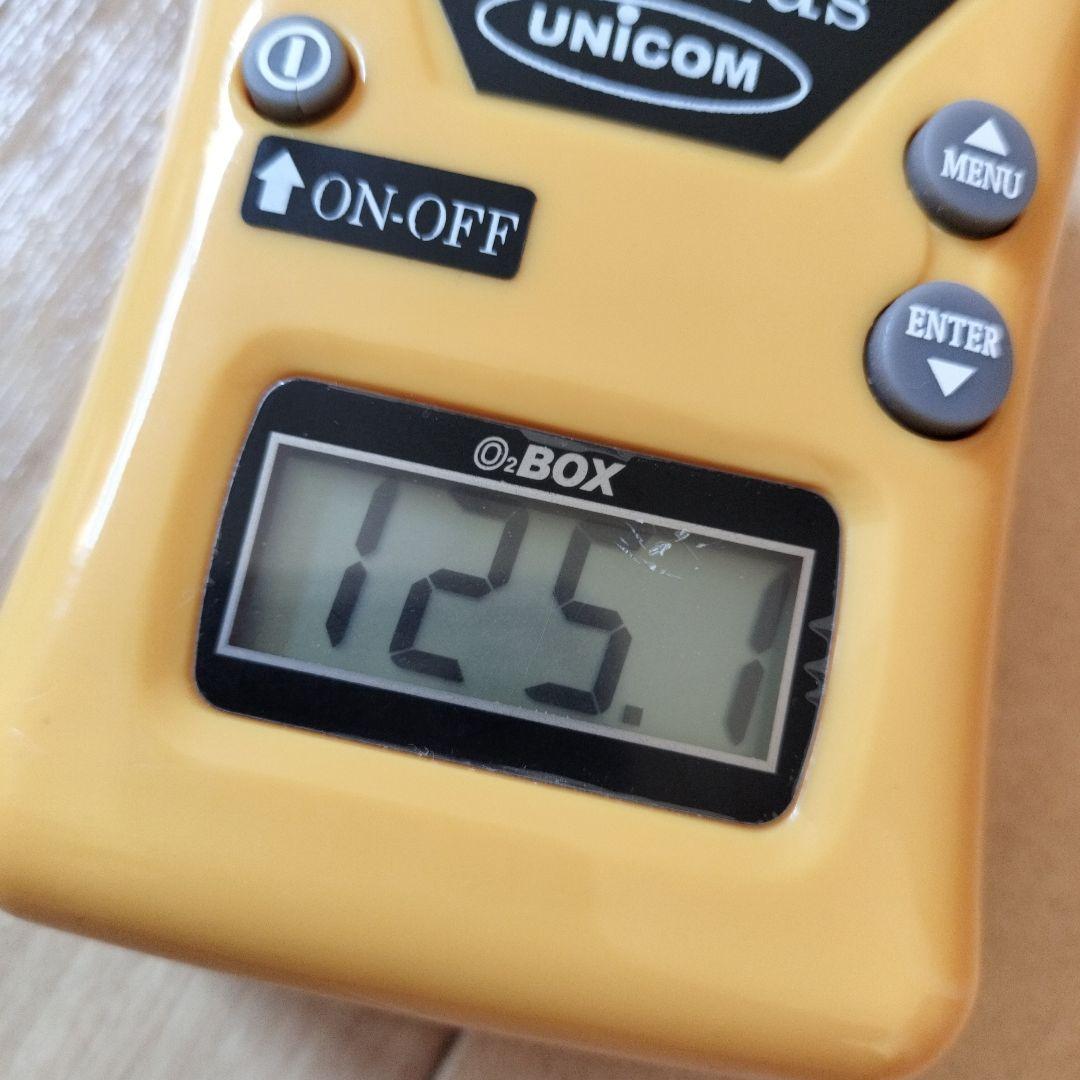 UNiCOM
ON-OFF
MENU
ENTER
O2BOX
125.1